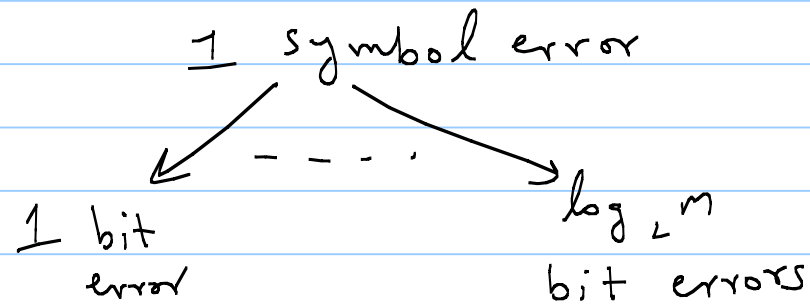 1 symbol error
1 bit
error
log₂ m
bit errors